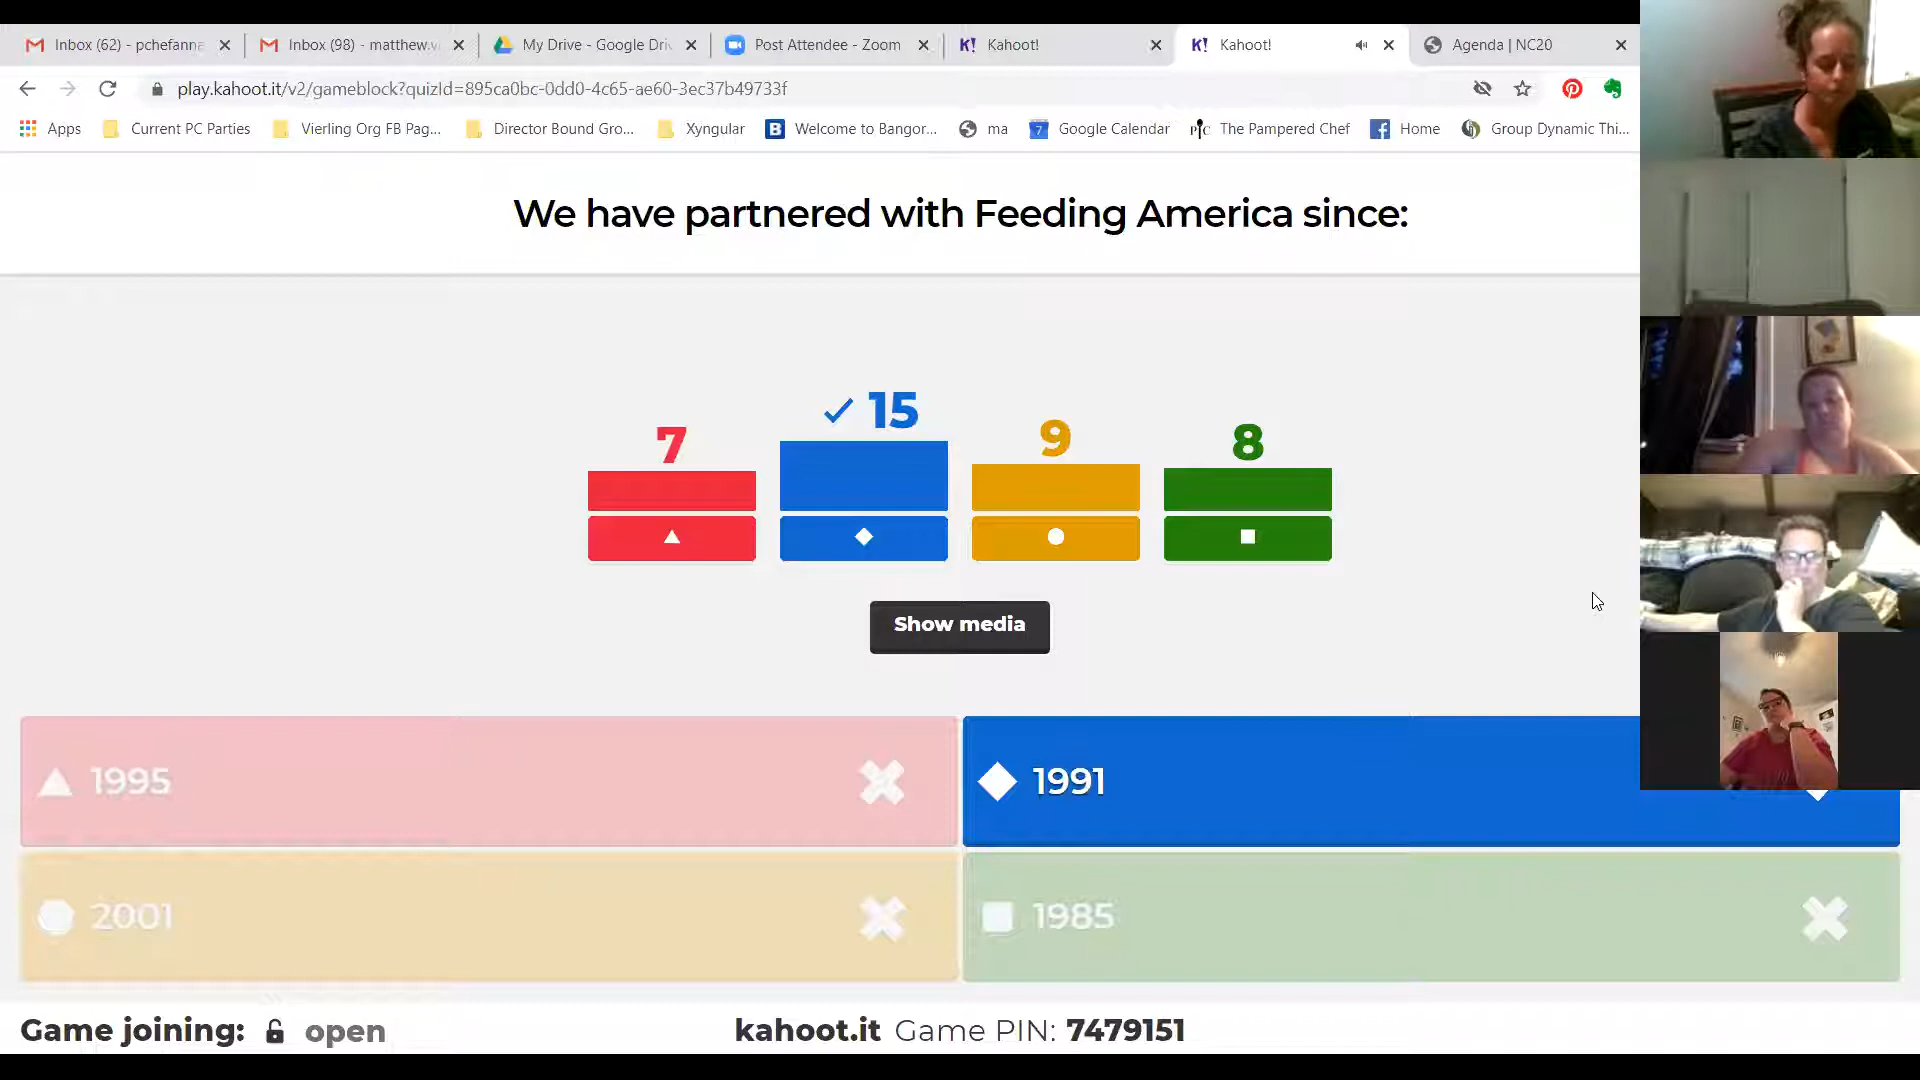 Inbox (62) - pchefanna
Inbox (98) - matthew.v
My Drive - Google Dri
Post Attendee - Zoom
K! Kahoot!
K! Kahoot!
Agenda | NC20
play.kahoot.it/v2/gameblock?quizId=895ca0bc-0dd0-4c65-ae60-3ec37b49733f
Apps
Current PC Parties
Vierling Org FB Pag...
Director Bound Gro...
Xyngular
B Welcome to Bangor...
ma
7 Google Calendar
The Pampered Chef
Home
Group Dynamic Thi...
We have partnered with Feeding America since:
7
15
9
8
Show media
1995
1991
2001
1985
Game joining: open
kahoot.it Game PIN: 7479151